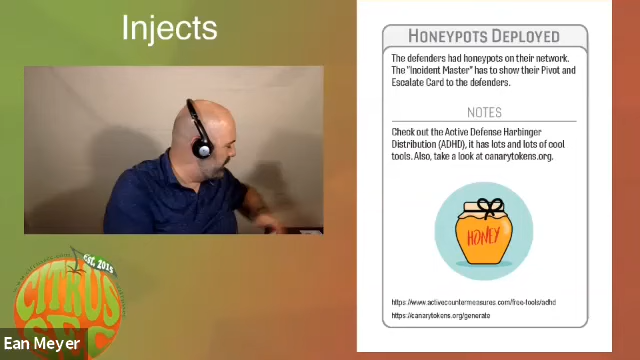 Injects
HONEYPOTS DEPLOYED
The defenders had honeypots on their network.
The "Incident Master" has to show their Pivot and
Escalate Card to the defenders.
NOTES
Check out the Active Defense Harbinger
Distribution (ADHD), it has lots and lots of cool
tools. Also, take a look at canarytokens.org.
HONEY
https://www.activecountermeasures.com/free-tools/adhd
https://canarytokens.org/generate
EST. 2015
CITRUS
SEC
Ean Meyer